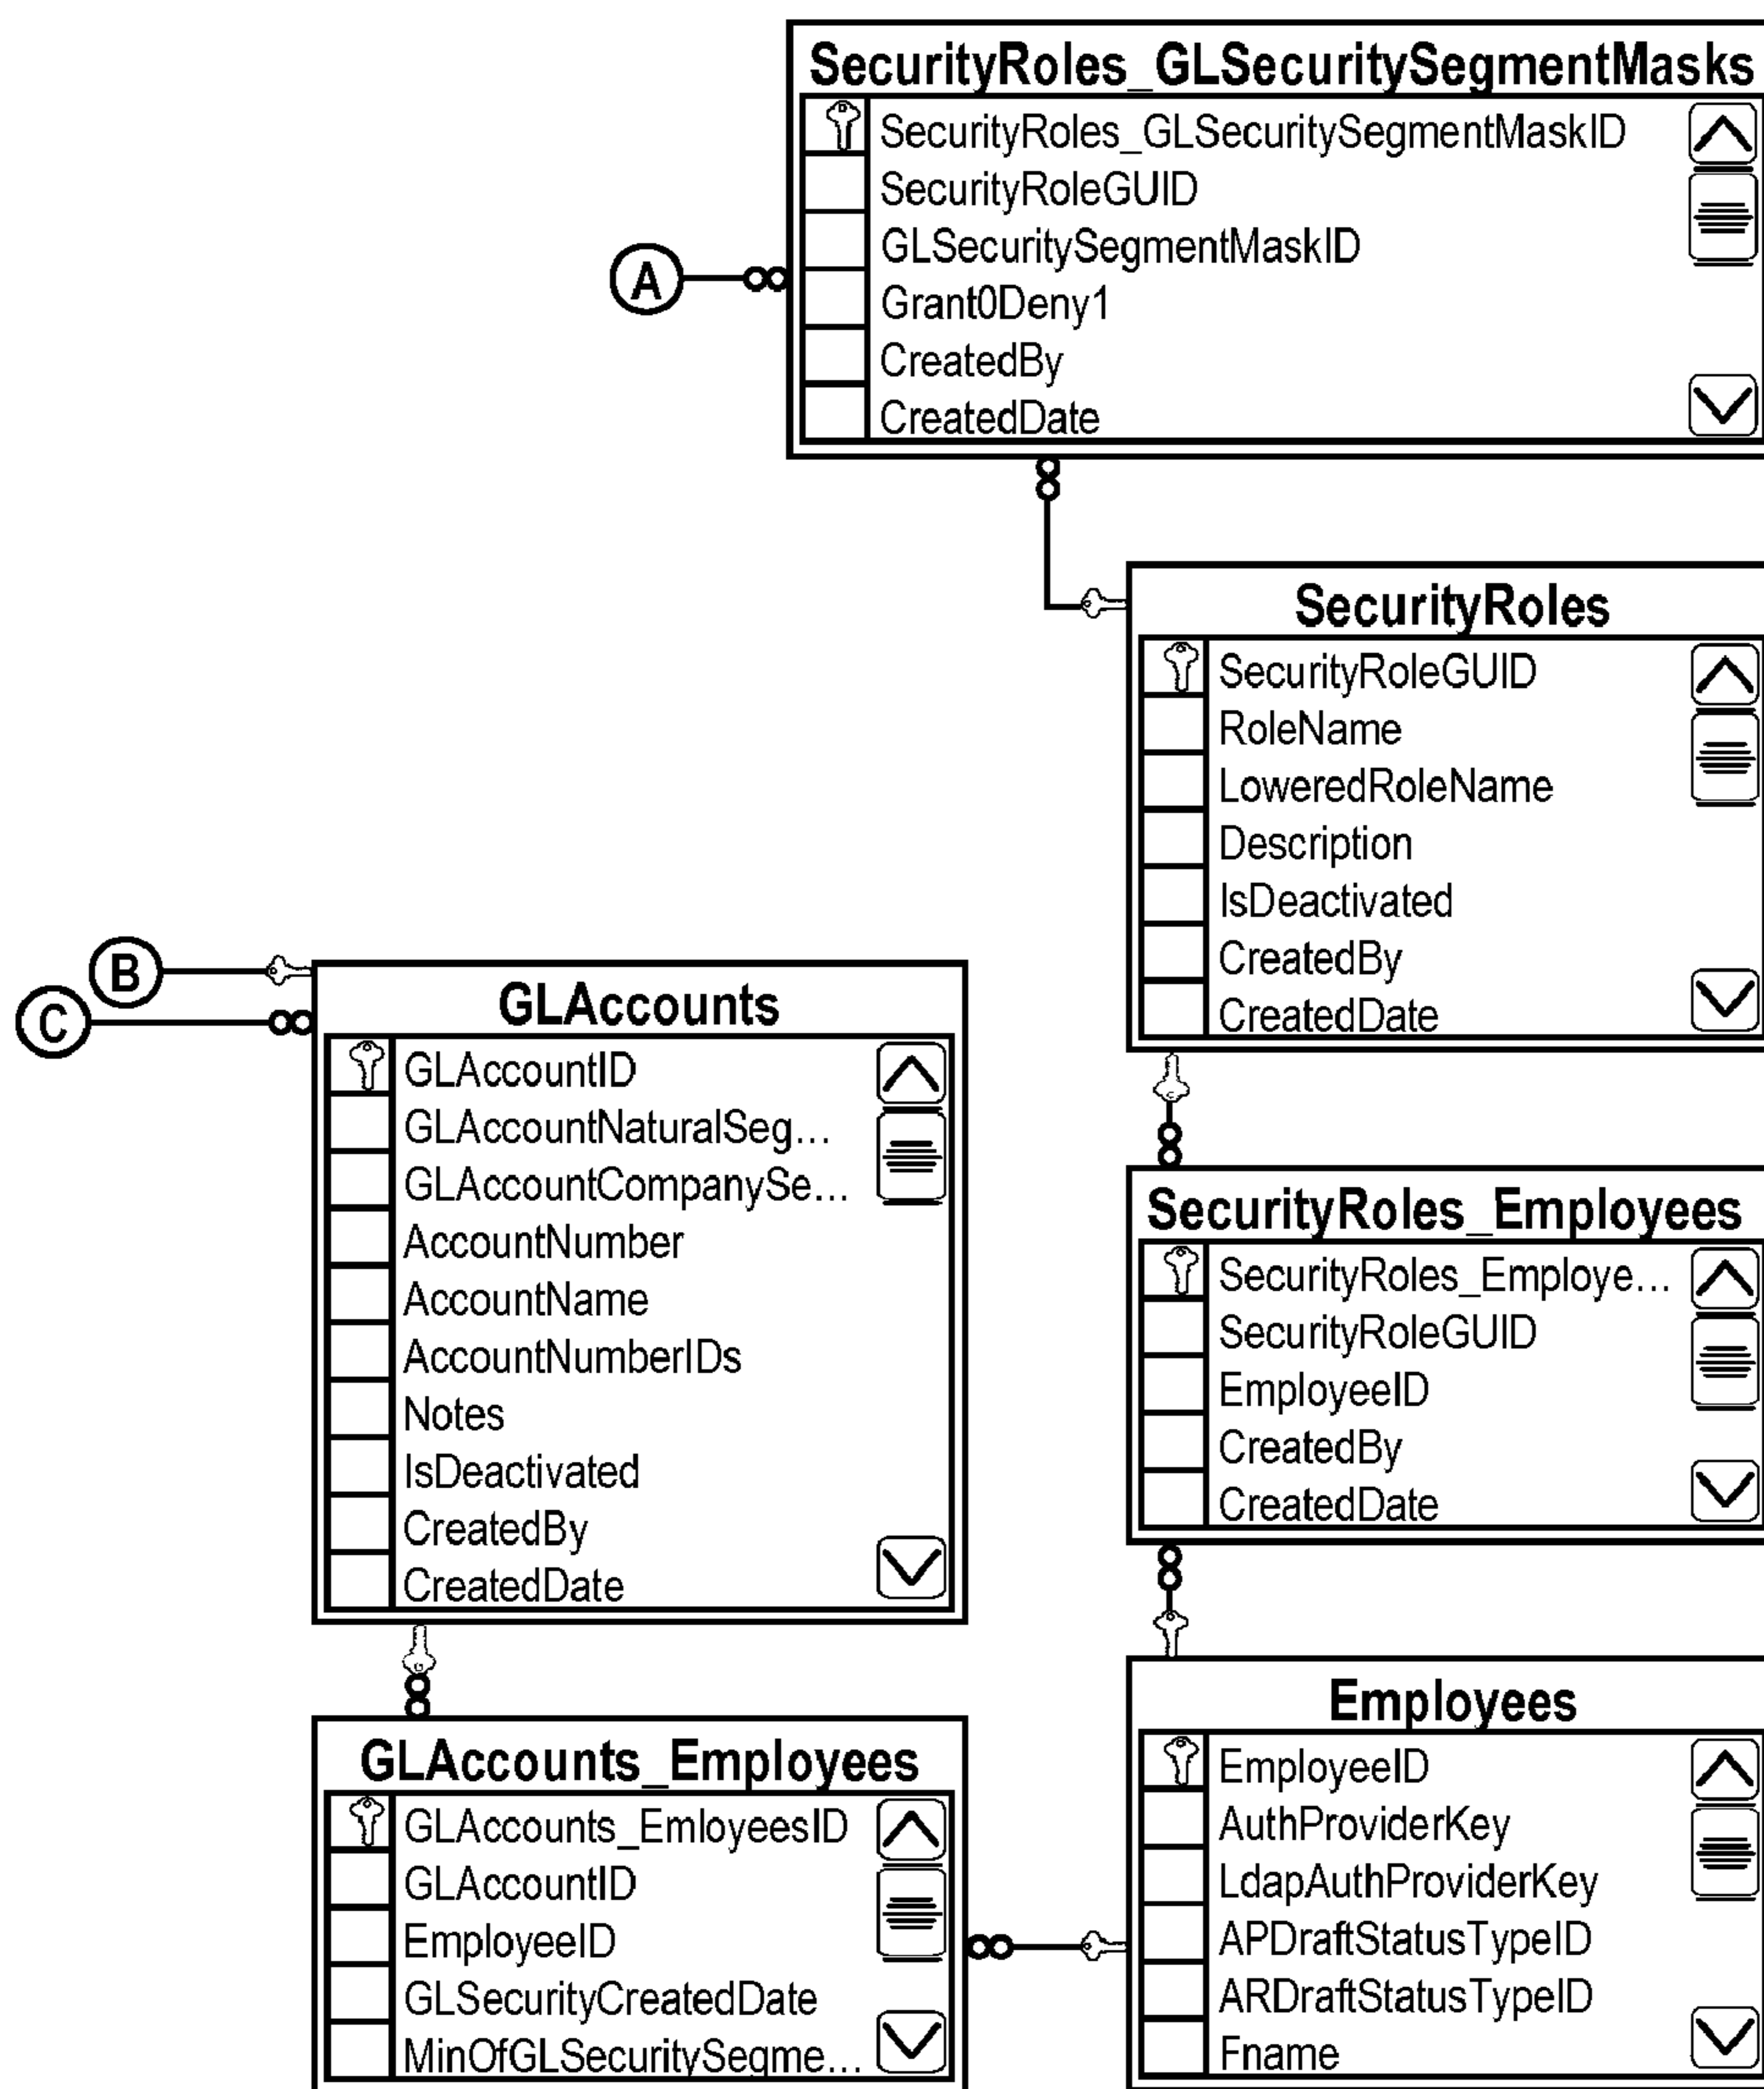 SecurityRoles_GLSecuritySegmentMasks
SecurityRoles_GLSecuritySegmentMaskID
SecurityRoleGUID
GLSecuritySegmentMaskID
Grant0Deny1
CreatedBy
CreatedDate
A
SecurityRoles
SecurityRoleGUID
RoleName
LoweredRoleName
Description
IsDeactivated
CreatedBy
CreatedDate
B
C
GLAccounts
GLAccountID
GLAccountNaturalSeg...
GLAccountCompanySe...
AccountNumber
AccountName
AccountNumberIDs
Notes
IsDeactivated
CreatedBy
CreatedDate
SecurityRoles_Employees
SecurityRoles_Employe...
SecurityRoleGUID
EmployeeID
CreatedBy
CreatedDate
GLAccounts_Employees
GLAccounts_EmloyeesID
GLAccountID
EmployeeID
GLSecurityCreatedDate
MinOfGLSecuritySegme...
Employees
EmployeeID
AuthProviderKey
LdapAuthProviderKey
APDraftStatusTypeID
ARDraftStatusTypeID
Fname